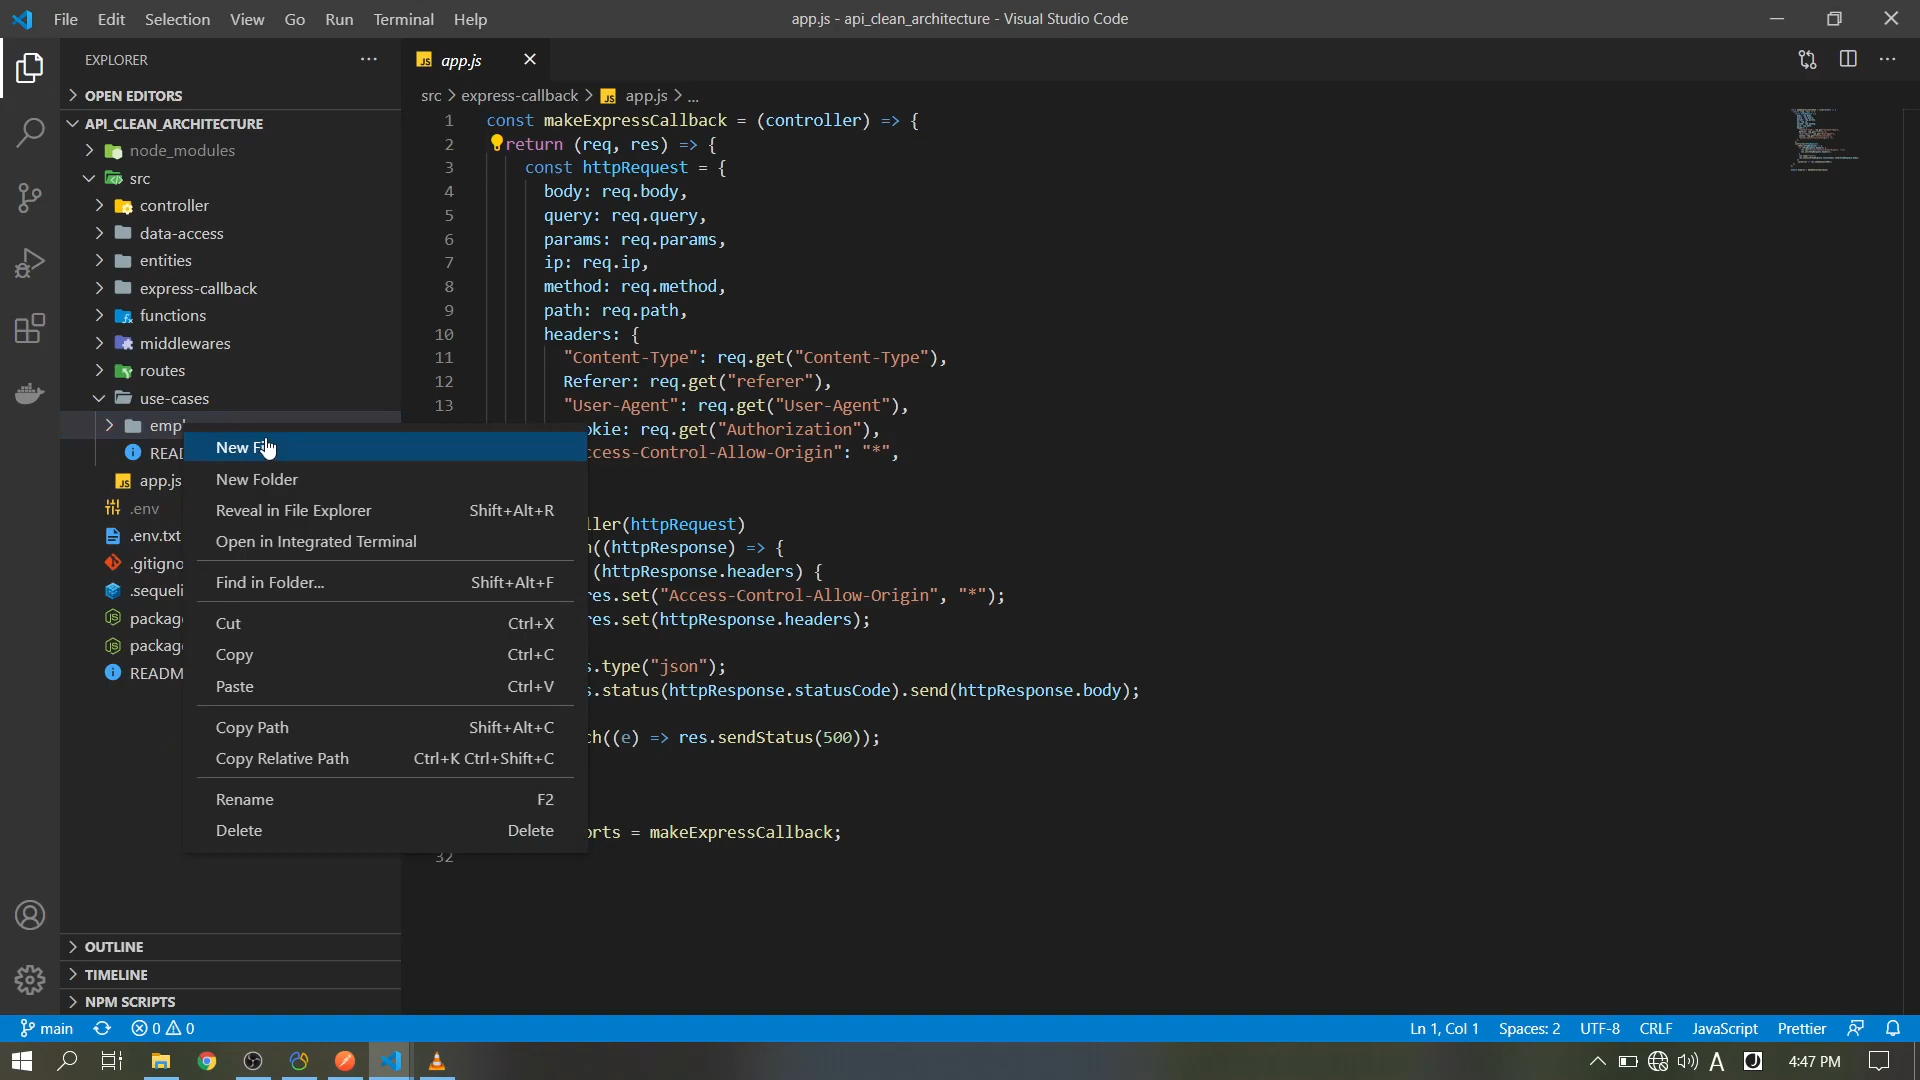 File Edit Selection View Go Run Terminal Help
app.js - api_clean_architecture - Visual Studio Code
EXPLORER
OPEN EDITORS
API_CLEAN_ARCHITECTURE
node_modules
src
controller
data-access
entities
express-callback
functions
middlewares
routes
use-cases
empl
READ
app.js
.env
.env.txt
.gitigno
.sequeli
packag
packag
README
OUTLINE
TIMELINE
NPM SCRIPTS
New Fi
New Folder
Reveal in File Explorer Shift+Alt+R
Open in Integrated Terminal
Find in Folder... Shift+Alt+F
Cut Ctrl+X
Copy Ctrl+C
Paste Ctrl+V
Copy Path Shift+Alt+C
Copy Relative Path Ctrl+K Ctrl+Shift+C
Rename F2
Delete Delete
JS app.js
src > express-callback > JS app.js > ...
1 const makeExpressCallback = (controller) => {
2 return (req, res) => {
3 const httpRequest = {
4 body: req.body,
5 query: req.query,
6 params: req.params,
7 ip: req.ip,
8 method: req.method,
9 path: req.path,
10 headers: {
11 "Content-Type": req.get("Content-Type"),
12 Referer: req.get("referer"),
13 "User-Agent": req.get("User-Agent"),
okie: req.get("Authorization"),
ccess-Control-Allow-Origin": "*",
ller(httpRequest)
n((httpResponse) => {
(httpResponse.headers) {
res.set("Access-Control-Allow-Origin", "*");
res.set(httpResponse.headers);
s.type("json");
s.status(httpResponse.statusCode).send(httpResponse.body);
ch((e) => res.sendStatus(500));
orts = makeExpressCallback;
32
main 0 0
Ln 1, Col 1 Spaces: 2 UTF-8 CRLF JavaScript Prettier
A 4:47 PM